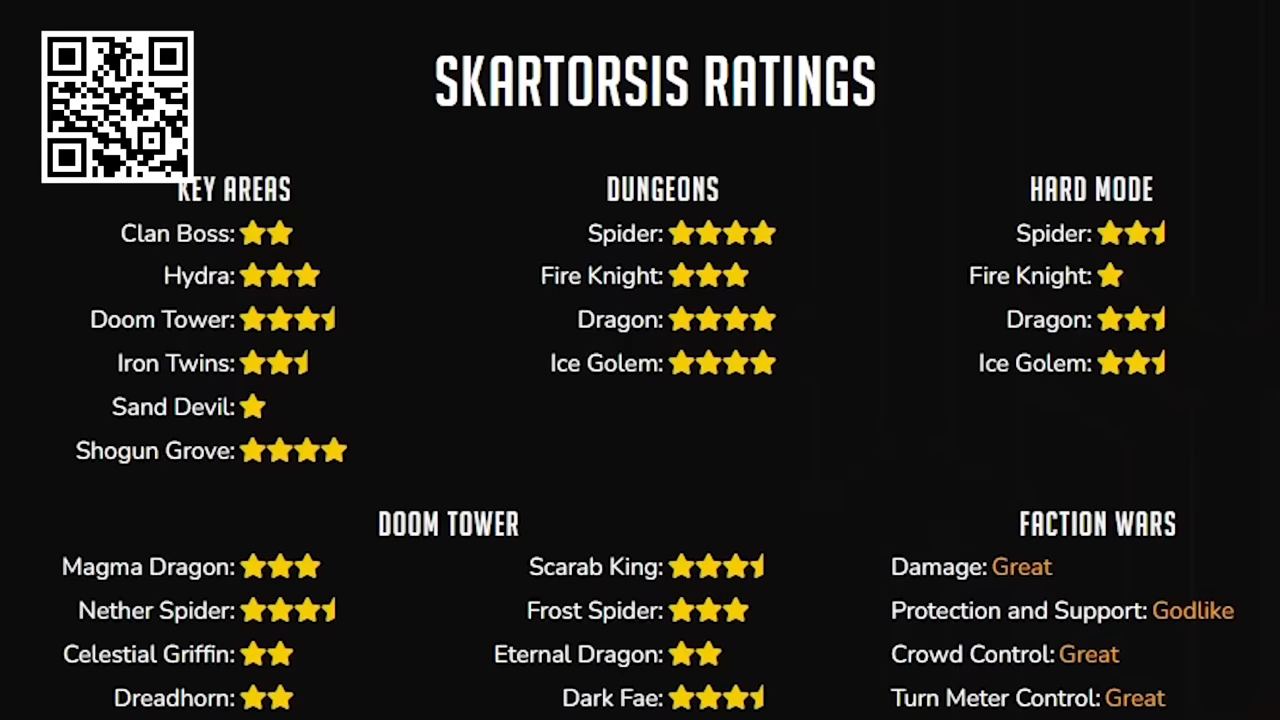 SKARTORSIS RATINGS
KEY AREAS
Clan Boss:
Hydra:
Doom Tower:
Iron Twins:
Sand Devil:
Shogun Grove:
DUNGEONS
Spider:
Fire Knight:
Dragon:
Ice Golem:
HARD MODE
Spider:
Fire Knight:
Dragon:
Ice Golem:
DOOM TOWER
Magma Dragon:
Nether Spider:
Celestial Griffin:
Dreadhorn:
Scarab King:
Frost Spider:
Eternal Dragon:
Dark Fae:
FACTION WARS
Damage: Great
Protection and Support: Godlike
Crowd Control: Great
Turn Meter Control: Great